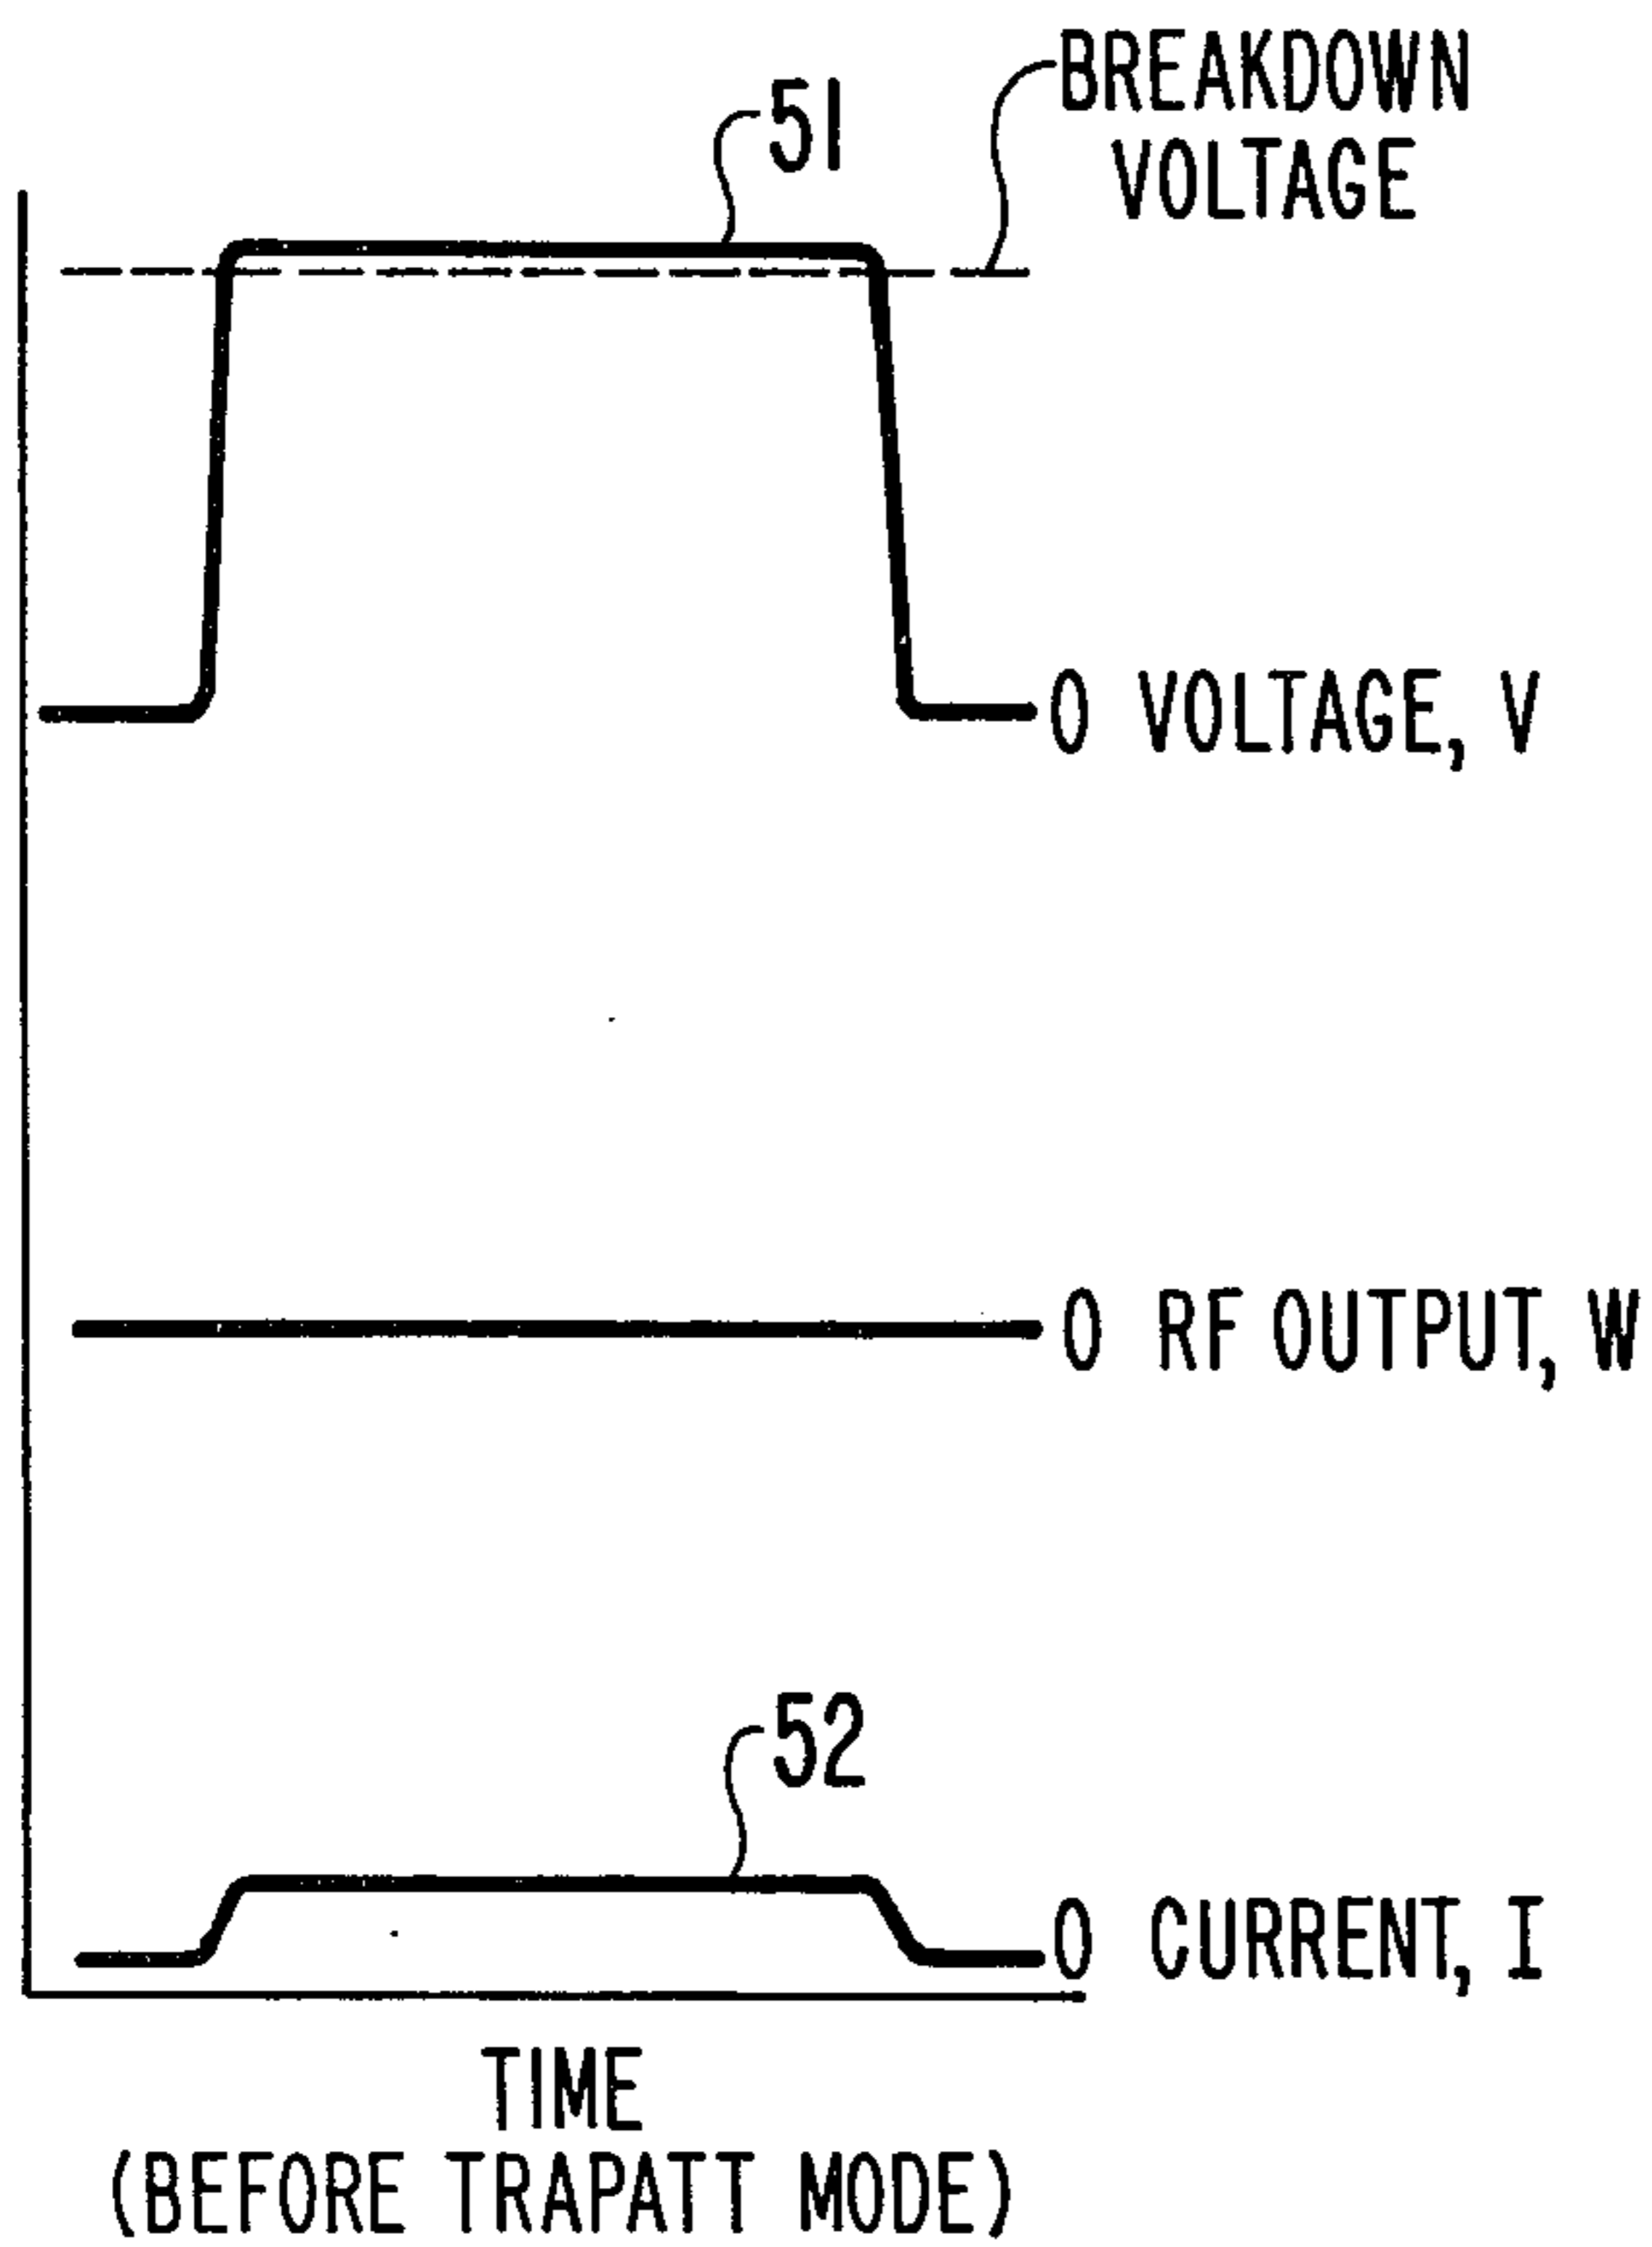 BREAKDOWN
VOLTAGE
51
0 VOLTAGE, V
0 RF OUTPUT, W
52
0 CURRENT, I
TIME
(BEFORE TRAPATT MODE)